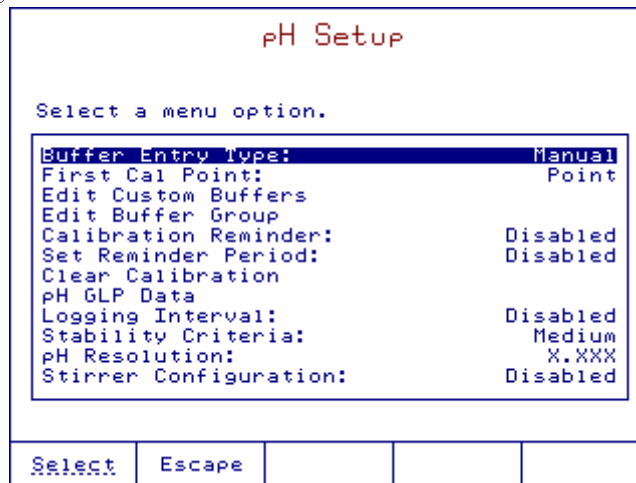 pH Setup
Select a menu option.
Buffer Entry Type: Manual
First Cal Point: Point
Edit Custom Buffers
Edit Buffer Group
Calibration Reminder: Disabled
Set Reminder Period: Disabled
Clear Calibration
pH GLP Data
Logging Interval: Disabled
Stability Criteria: Medium
pH Resolution: X.XXX
Stirrer Configuration: Disabled
Select Escape